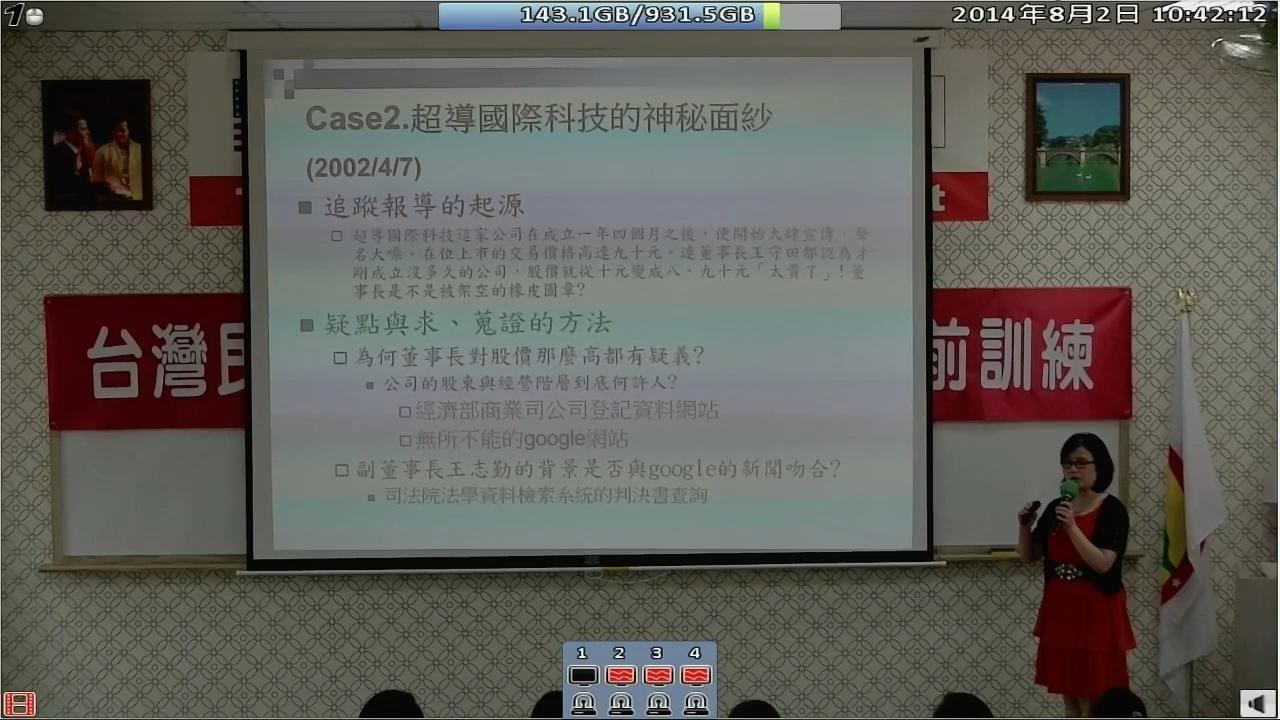 1
143.1GB/931.5GB
2014年8月2日 10:42:12
Case2.超導國際科技的神秘面紗
(2002/4/7)
追蹤報導的起源
超導國際科技這家公司在成立一年四個月之後，便開始大肆宣傳，聲
名大噪。在位上市的交易價格高達九十元。連董事長王守田都認為才
剛成立沒多久的公司，股價就從十元變成八、九十元「太貴了」！董
事長是不是被架空的橡皮圖章?
疑點與求、蒐證的方法
為何董事長對股價那麼高都有疑義?
公司的股東與經營階層到底何許人?
經濟部商業司公司登記資料網站
無所不能的google網站
副董事長王志勤的背景是否與google的新聞吻合?
司法院法學資料檢索系統的判決書查詢
t
台灣民
前訓練
1 2 3 4